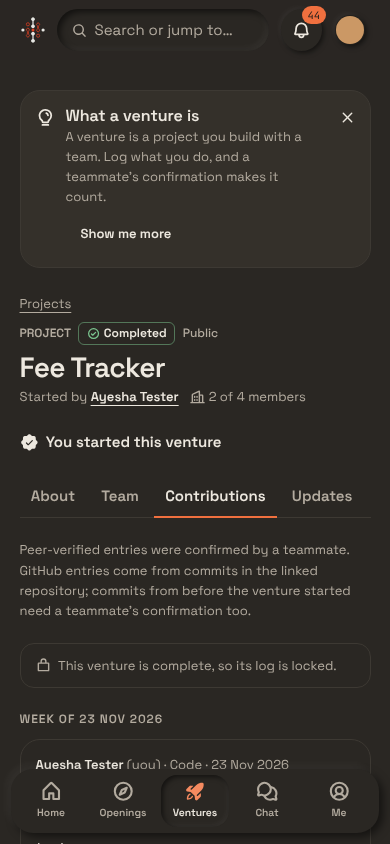 Search or jump to...
44
What a venture is
A venture is a project you build with a
team. Log what you do, and a
teammate's confirmation makes it
count.
Show me more
Projects
PROJECT Completed Public
Fee Tracker
Started by Ayesha Tester 2 of 4 members
You started this venture
About Team Contributions Updates
Peer-verified entries were confirmed by a teammate.
GitHub entries come from commits in the linked
repository; commits from before the venture started
need a teammate's confirmation too.
This venture is complete, so its log is locked.
WEEK OF 23 NOV 2026
Ayesha Tester (you) · Code · 23 Nov 2026
Home Openings Ventures Chat Me